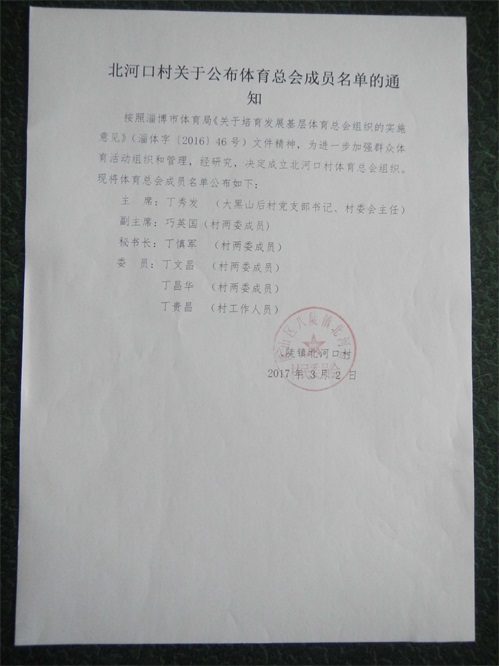 北河口村关于公布体育总会成员名单的通
知
按照淄博市体育局《关于培育发展基层体育总会组织的实施
意见》（淄体字〔2016〕46号）文件精神，为进一步加强群众体
育活动组织和管理，经研究，决定成立北河口村体育总会组织。
现将体育总会成员名单公布如下：
主 席：丁秀发 （大黑山后村党支部书记、村委会主任）
副主席：巧英国（村两委成员）
秘书长：丁慎军 （村两委成员）
委 员：丁文昌 （村两委成员）
丁昌华 （村两委成员）
丁贵昌 （村工作人员）
陡镇北河口村
2017年3月2日